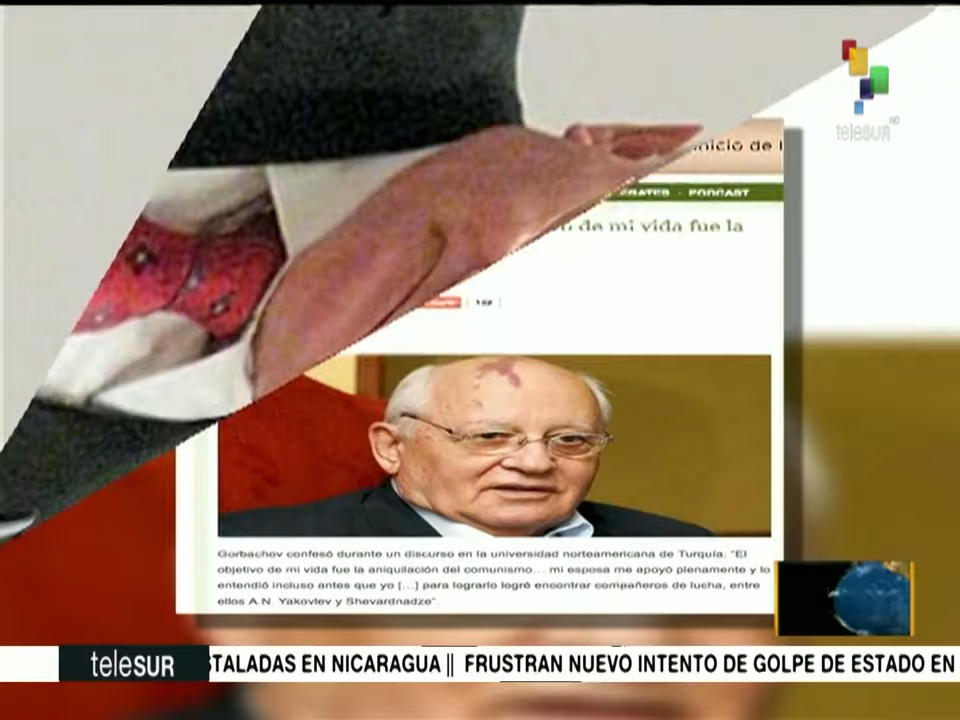 teleSUR HD
inicio de
DEBATES · PODCAST
de mi vida fue la
Gorbachov confesó durante un discurso en la universidad norteamericana de Turquía: "El
objetivo de mi vida fue la aniquilación del comunismo... mi esposa me apoyó plenamente y lo
entendió incluso antes que yo [...] para lograrlo logré encontrar compañeros de lucha, entre
ellos A.N. Yakovlev y Shevardnadze".
teleSUR
STALADAS EN NICARAGUA || FRUSTRAN NUEVO INTENTO DE GOLPE DE ESTADO EN